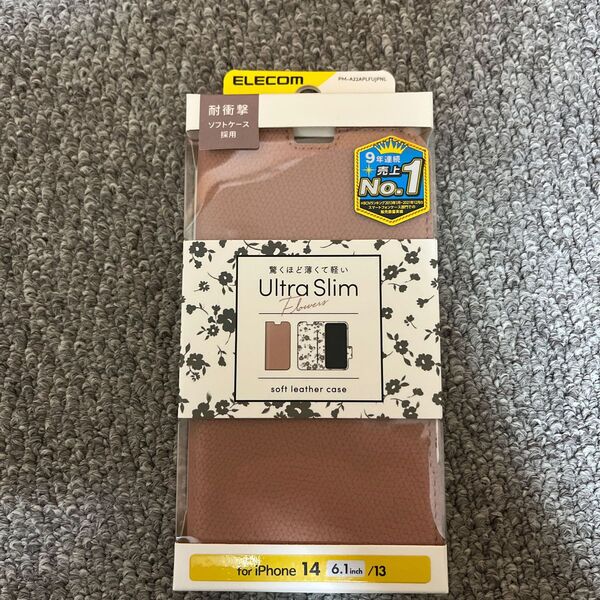 ELECOM
PM-A22APLFUJPNL
耐衝撃
ソフトケース
採用
9年連続
売上
No.1
驚くほど薄くて軽い
Ultra Slim
Flowers
soft leather case
for iPhone 14 6.1inch /13